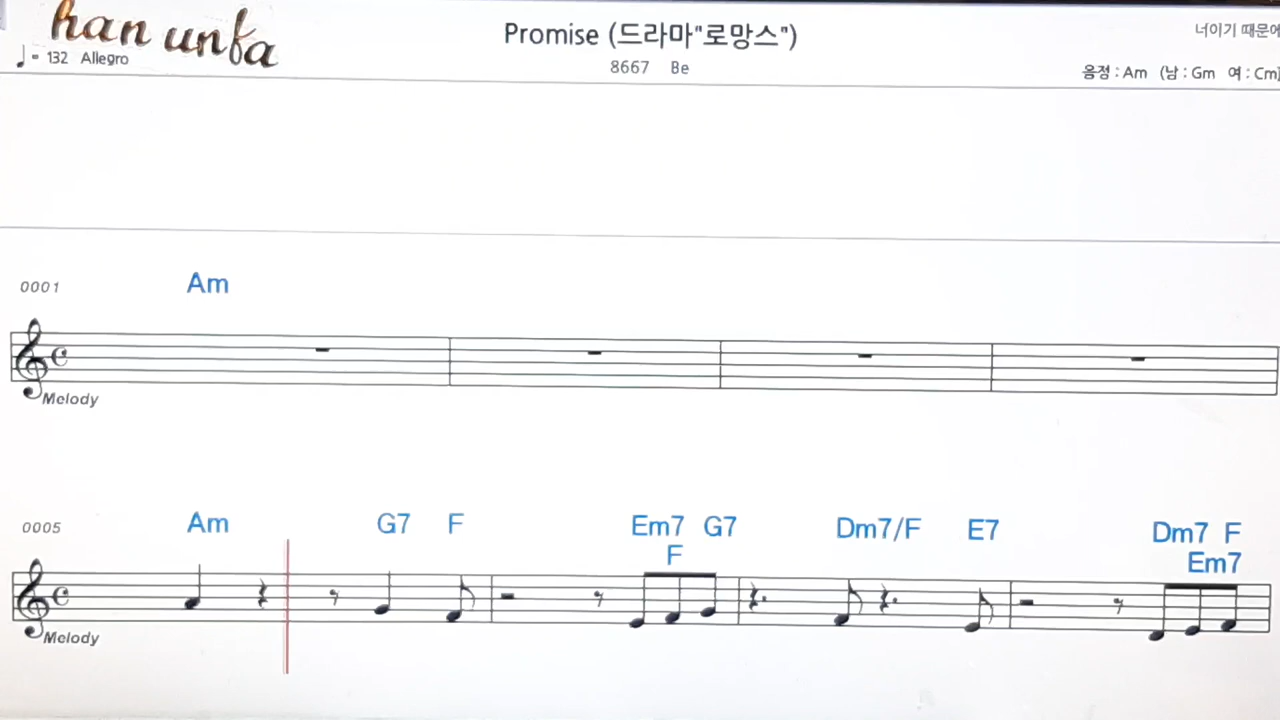 han unfa
Promise (드라마"로망스")
너이기 때문에
♩= 132 Allegro
8667 Be
음정 : Am (남 : Gm 여 : Cm)
0001 Am
Melody
0005 Am G7 F Em7 G7 Dm7/F E7 Dm7 F
F Em7
Melody